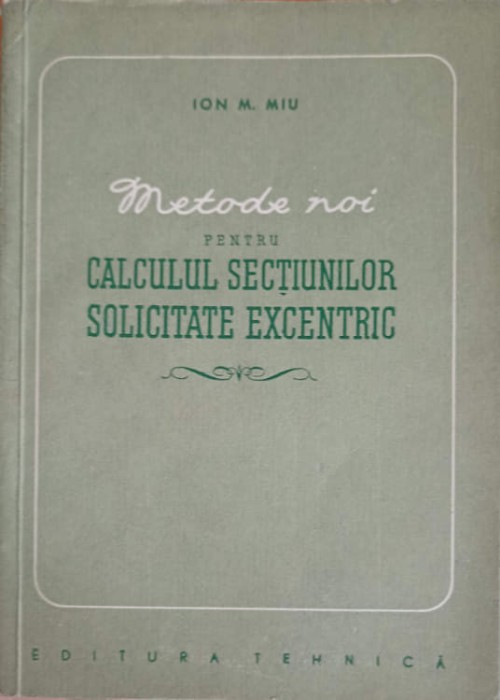 ION M. MIU
Metode noi
PENTRU
CALCULUL SECȚIUNILOR
SOLICITATE EXCENTRIC
EDITURA TEHNICĂ